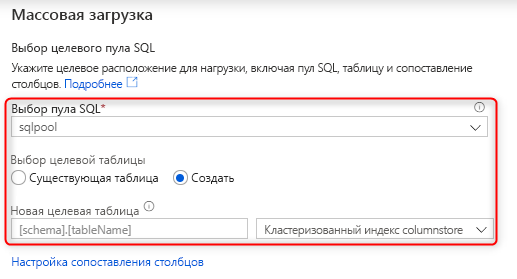 Массовая загрузка
Выбор целевого пула SQL
Укажите целевое расположение для нагрузки, включая пул SQL, таблицу и сопоставление
столбцов. Подробнее
Выбор пула SQL*
sqlpool
Выбор целевой таблицы
Существующая таблица Создать
Новая целевая таблица
[schema].[tableName] Кластеризованный индекс columnstore
Настройка сопоставления столбцов